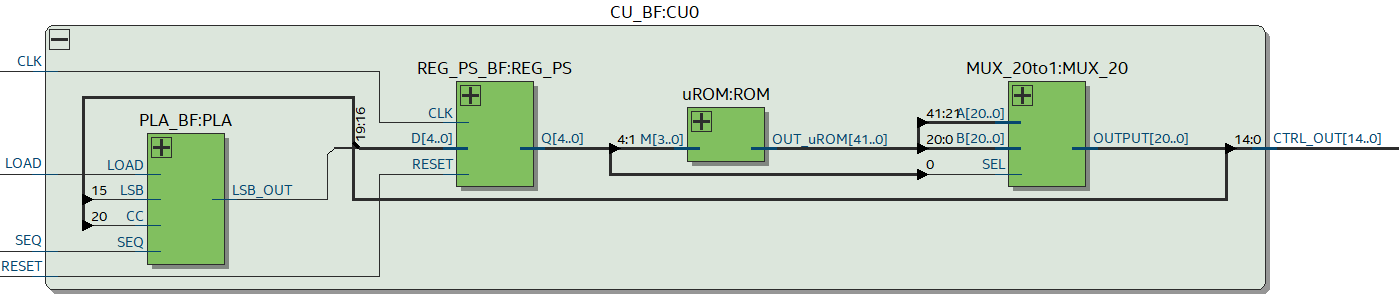 CU_BF:CU0
CLK
REG_PS_BF:REG_PS
MUX_20to1:MUX_20
uROM:ROM
PLA_BF:PLA
19:16
CLK
41:21
A[20..0]
D[4..0]
Q[4..0]
4:1
M[3..0]
OUT_uROM[41..0]
20:0
B[20..0]
OUTPUT[20..0]
14:0
CTRL_OUT[14..0]
LOAD
LOAD
RESET
0
SEL
15
LSB
LSB_OUT
20
CC
SEQ
SEQ
RESET